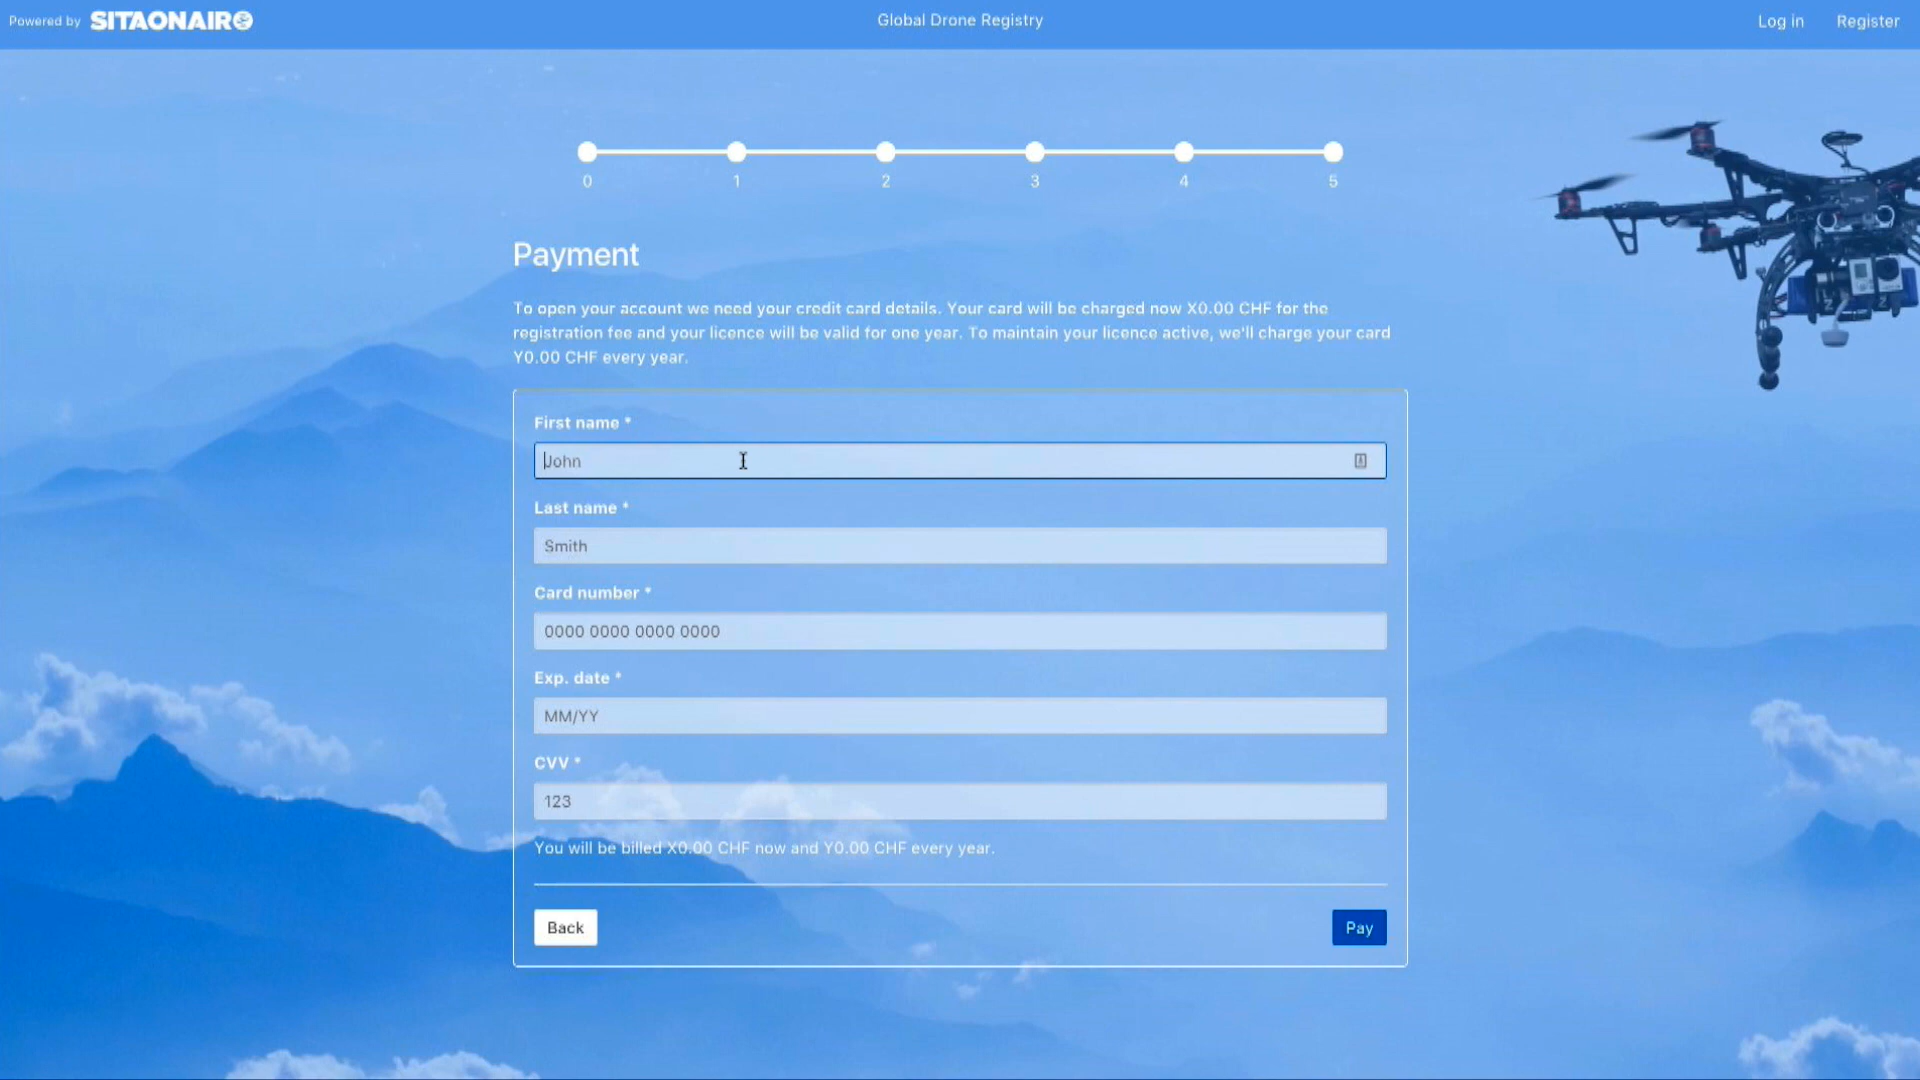 Powered by SITAONAIR
Global Drone Registry
Log in
Register
0 1 2 3 4 5
Payment
To open your account we need your credit card details. Your card will be charged now X0.00 CHF for the
registration fee and your licence will be valid for one year. To maintain your licence active, we'll charge your card
Y0.00 CHF every year.
First name *
John
Last name *
Smith
Card number *
0000 0000 0000 0000
Exp. date *
MM/YY
CVV *
123
You will be billed X0.00 CHF now and Y0.00 CHF every year.
Back
Pay